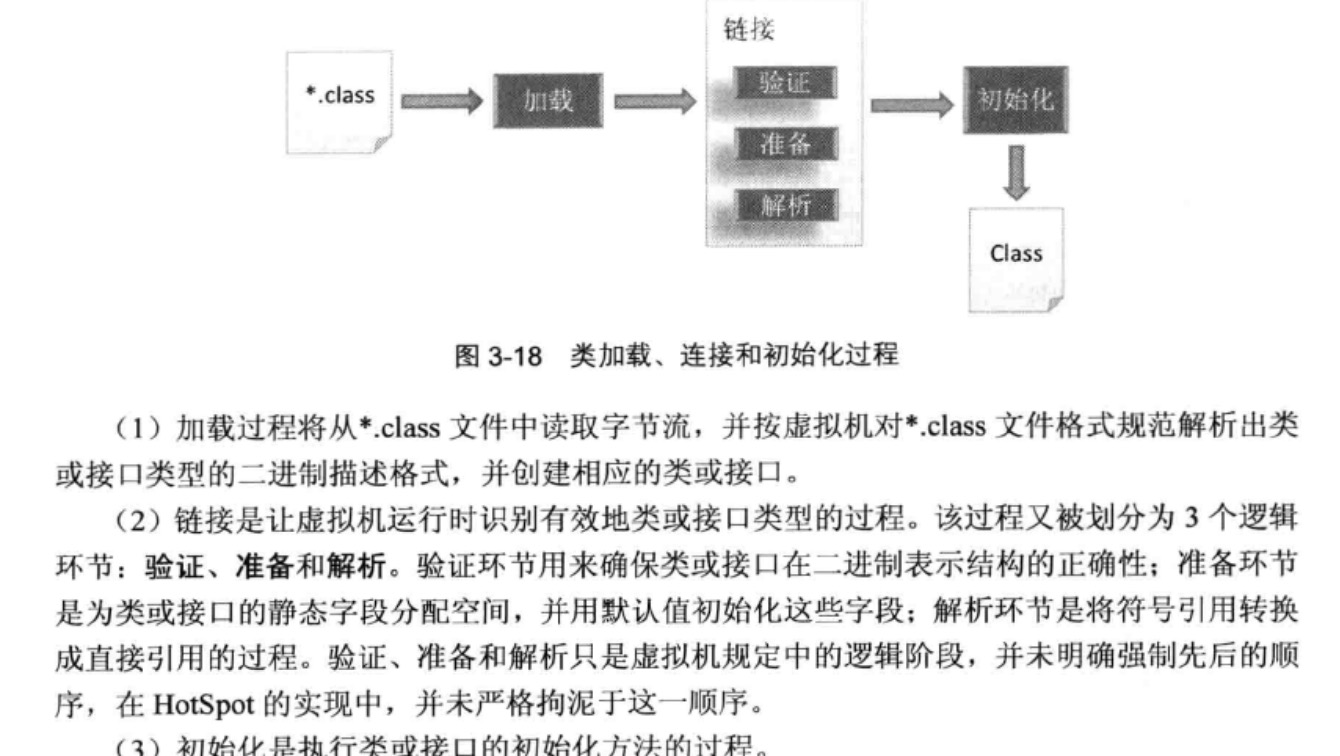 链接
*.class
加载
验证
准备
解析
初始化
Class
图 3-18 类加载、连接和初始化过程
（1）加载过程将从*.class 文件中读取字节流，并按虚拟机对*.class 文件格式规范解析出类
或接口类型的二进制描述格式，并创建相应的类或接口。
（2）链接是让虚拟机运行时识别有效地类或接口类型的过程。该过程又被划分为 3 个逻辑
环节：验证、准备和解析。验证环节用来确保类或接口在二进制表示结构的正确性；准备环节
是为类或接口的静态字段分配空间，并用默认值初始化这些字段；解析环节是将符号引用转换
成直接引用的过程。验证、准备和解析只是虚拟机规定中的逻辑阶段，并未明确强制先后的顺
序，在 HotSpot 的实现中，并未严格拘泥于这一顺序。
（3）初始化是执行类或接口的初始化方法的过程。